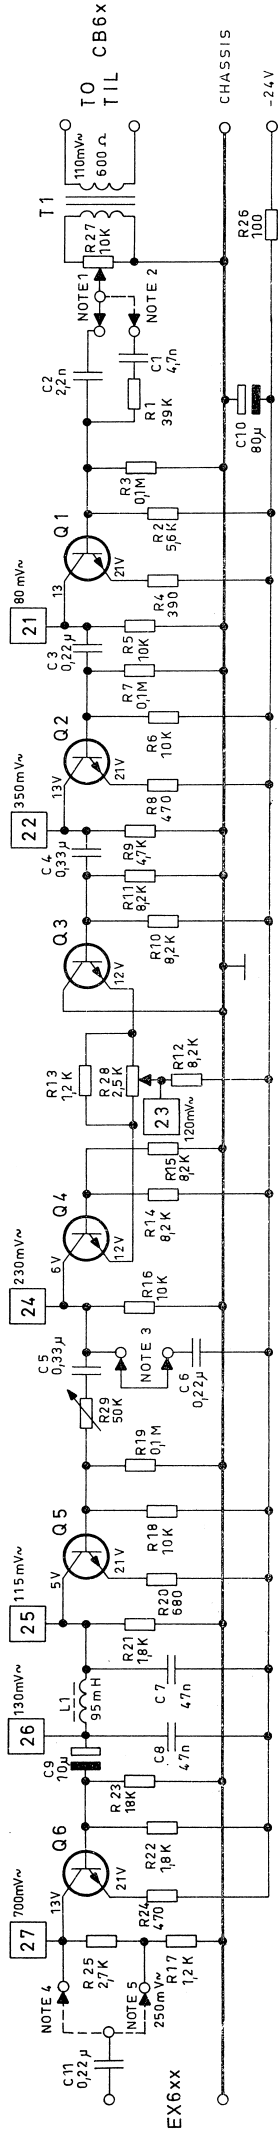 TO
TIL
CB6x
CHASSIS
-24V
110mV~
600Ω
T1
R27
10K
NOTE 1
NOTE 2
R26
100
C2
2,2n
C1
4,7n
R1
39K
C10
80µ
R3
0,1M
R2
5,6K
Q1
21V
13
R4
390
80 mV~
21
C3
0,22µ
R5
10K
R7
0,1M
R6
10K
Q2
13V
21V
R8
470
350mV~
22
C4
0,33µ
R9
4,7K
R11
8,2K
R10
8,2K
Q3
12V
R13
1,2K
R28
2,5K
R12
8,2K
23
120mV~
R15
8,2K
R14
8,2K
Q4
6V
12V
230mV~
24
R16
10K
C5
0,33µ
NOTE 3
C6
0,22µ
R29
50K
R19
0,1M
R18
10K
Q5
5V
21V
R20
680
115mV~
25
R21
1,8K
L1
95mH
C7
47n
130mV~
26
C8
47n
C9
10µ
R23
18K
R22
1,8K
Q6
13V
21V
R24
470
700mV~
27
R25
2,7K
R17
1,2K
NOTE 4
NOTE 5
250mV~
C11
0,22µ
EX6xx